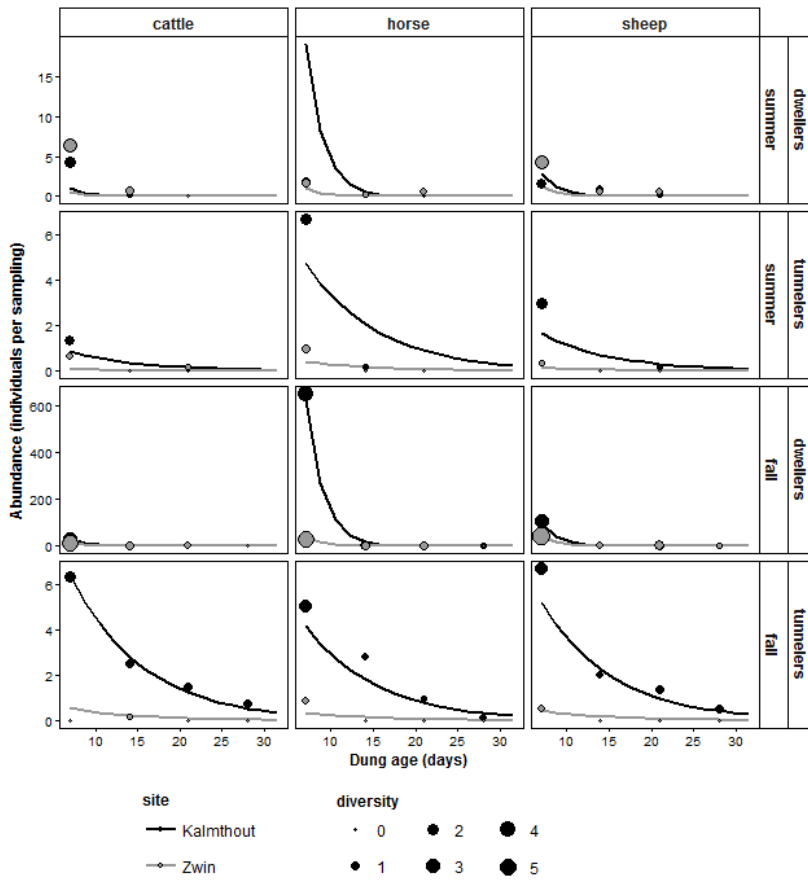 cattle horse sheep
15
10
5
0
summer dwellers
6
4
2
0
summer tunnelers
600
400
200
0
fall dwellers
6
4
2
0
fall tunnelers
Abundance (individuals per sampling)
10 15 20 25 30 10 15 20 25 30 10 15 20 25 30
Dung age (days)
site diversity
Kalmthout 0 2 4
Zwin 1 3 5